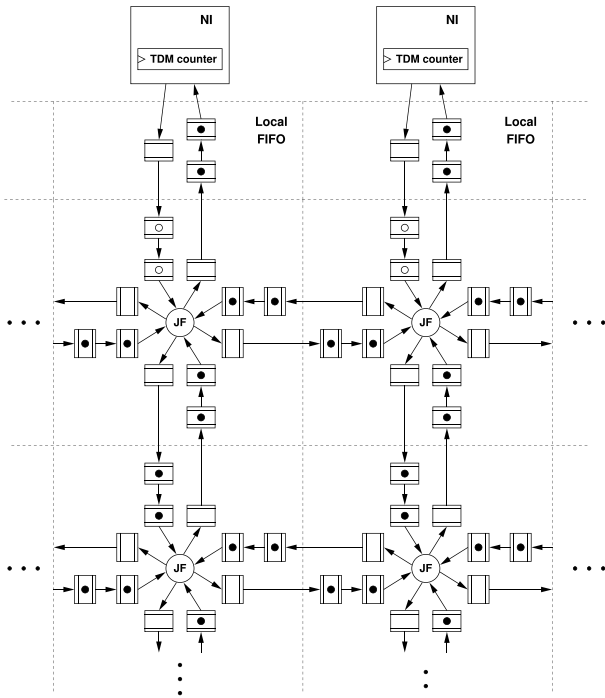 NI
NI
TDM counter
TDM counter
Local
FIFO
Local
FIFO
JF
JF
JF
JF